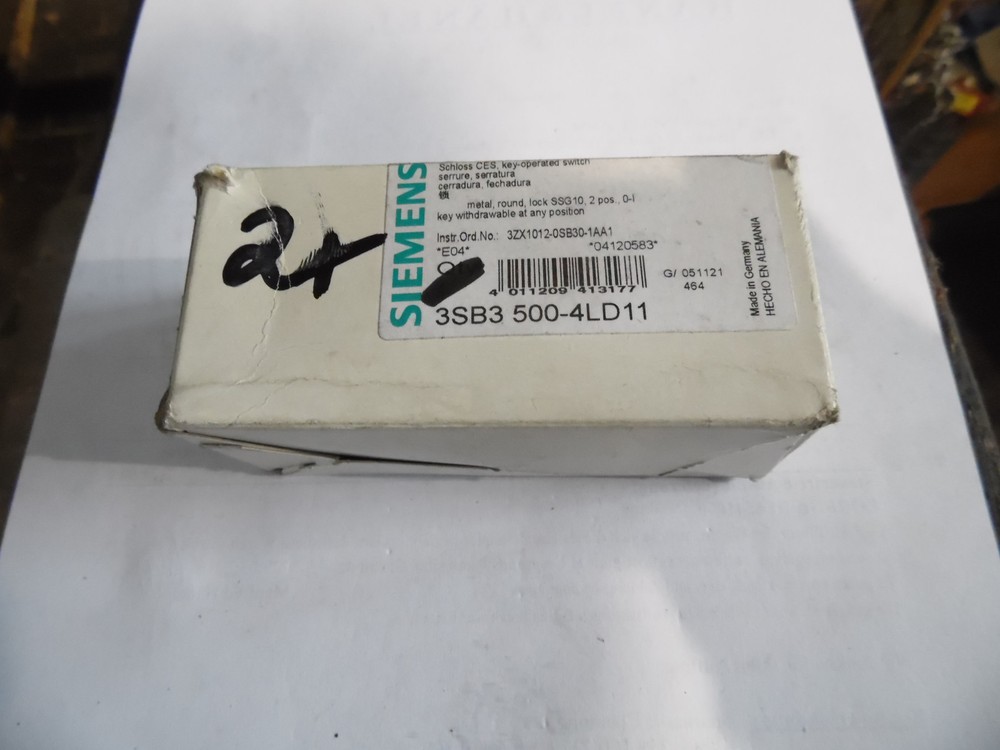 2x
SIEMENS
Schloss CES, key-operated switch
serrure, serratura
cerradura, fechadura
锁
metal, round, lock SSG10, 2 pos., 0-I
key withdrawable at any position
Instr.Ord.No.: 3ZX1012-0SB30-1AA1
*E04* *04120583*
4 011209 413177
G/ 051121
464
3SB3 500-4LD11
Made in Germany
HECHO EN ALEMANIA